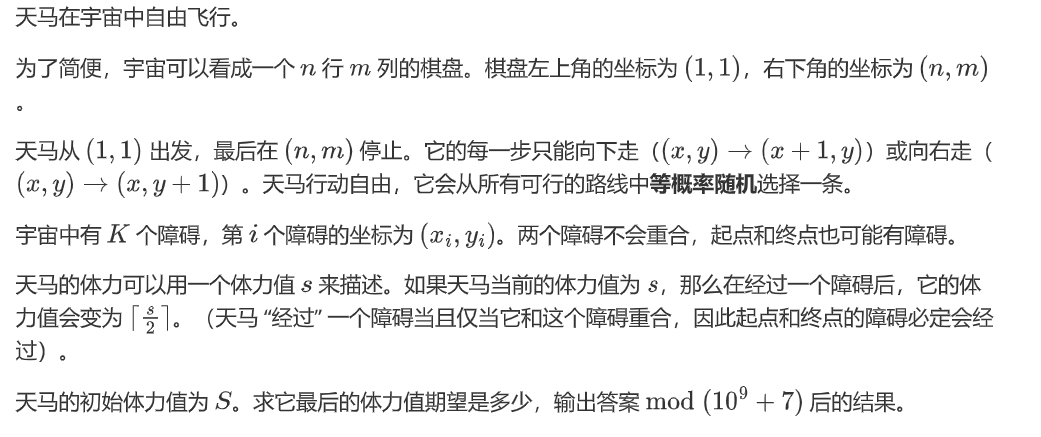 天马在宇宙中自由飞行。
为了简便，宇宙可以看成一个 n 行 m 列的棋盘。棋盘左上角的坐标为 (1, 1)，右下角的坐标为 (n, m)
。
天马从 (1, 1) 出发，最后在 (n, m) 停止。它的每一步只能向下走（(x, y) → (x + 1, y)）或向右走（
(x, y) → (x, y + 1)）。天马行动自由，它会从所有可行的路线中等概率随机选择一条。
宇宙中有 K 个障碍，第 i 个障碍的坐标为 (x_i, y_i)。两个障碍不会重合，起点和终点也可能有障碍。
天马的体力可以用一个体力值 s 来描述。如果天马当前的体力值为 s，那么在经过一个障碍后，它的体
力值会变为 ⌈s/2⌉。（天马 “经过” 一个障碍当且仅当它和这个障碍重合，因此起点和终点的障碍必定会经
过）。
天马的初始体力值为 S。求它最后的体力值期望是多少，输出答案 mod (10^9 + 7) 后的结果。